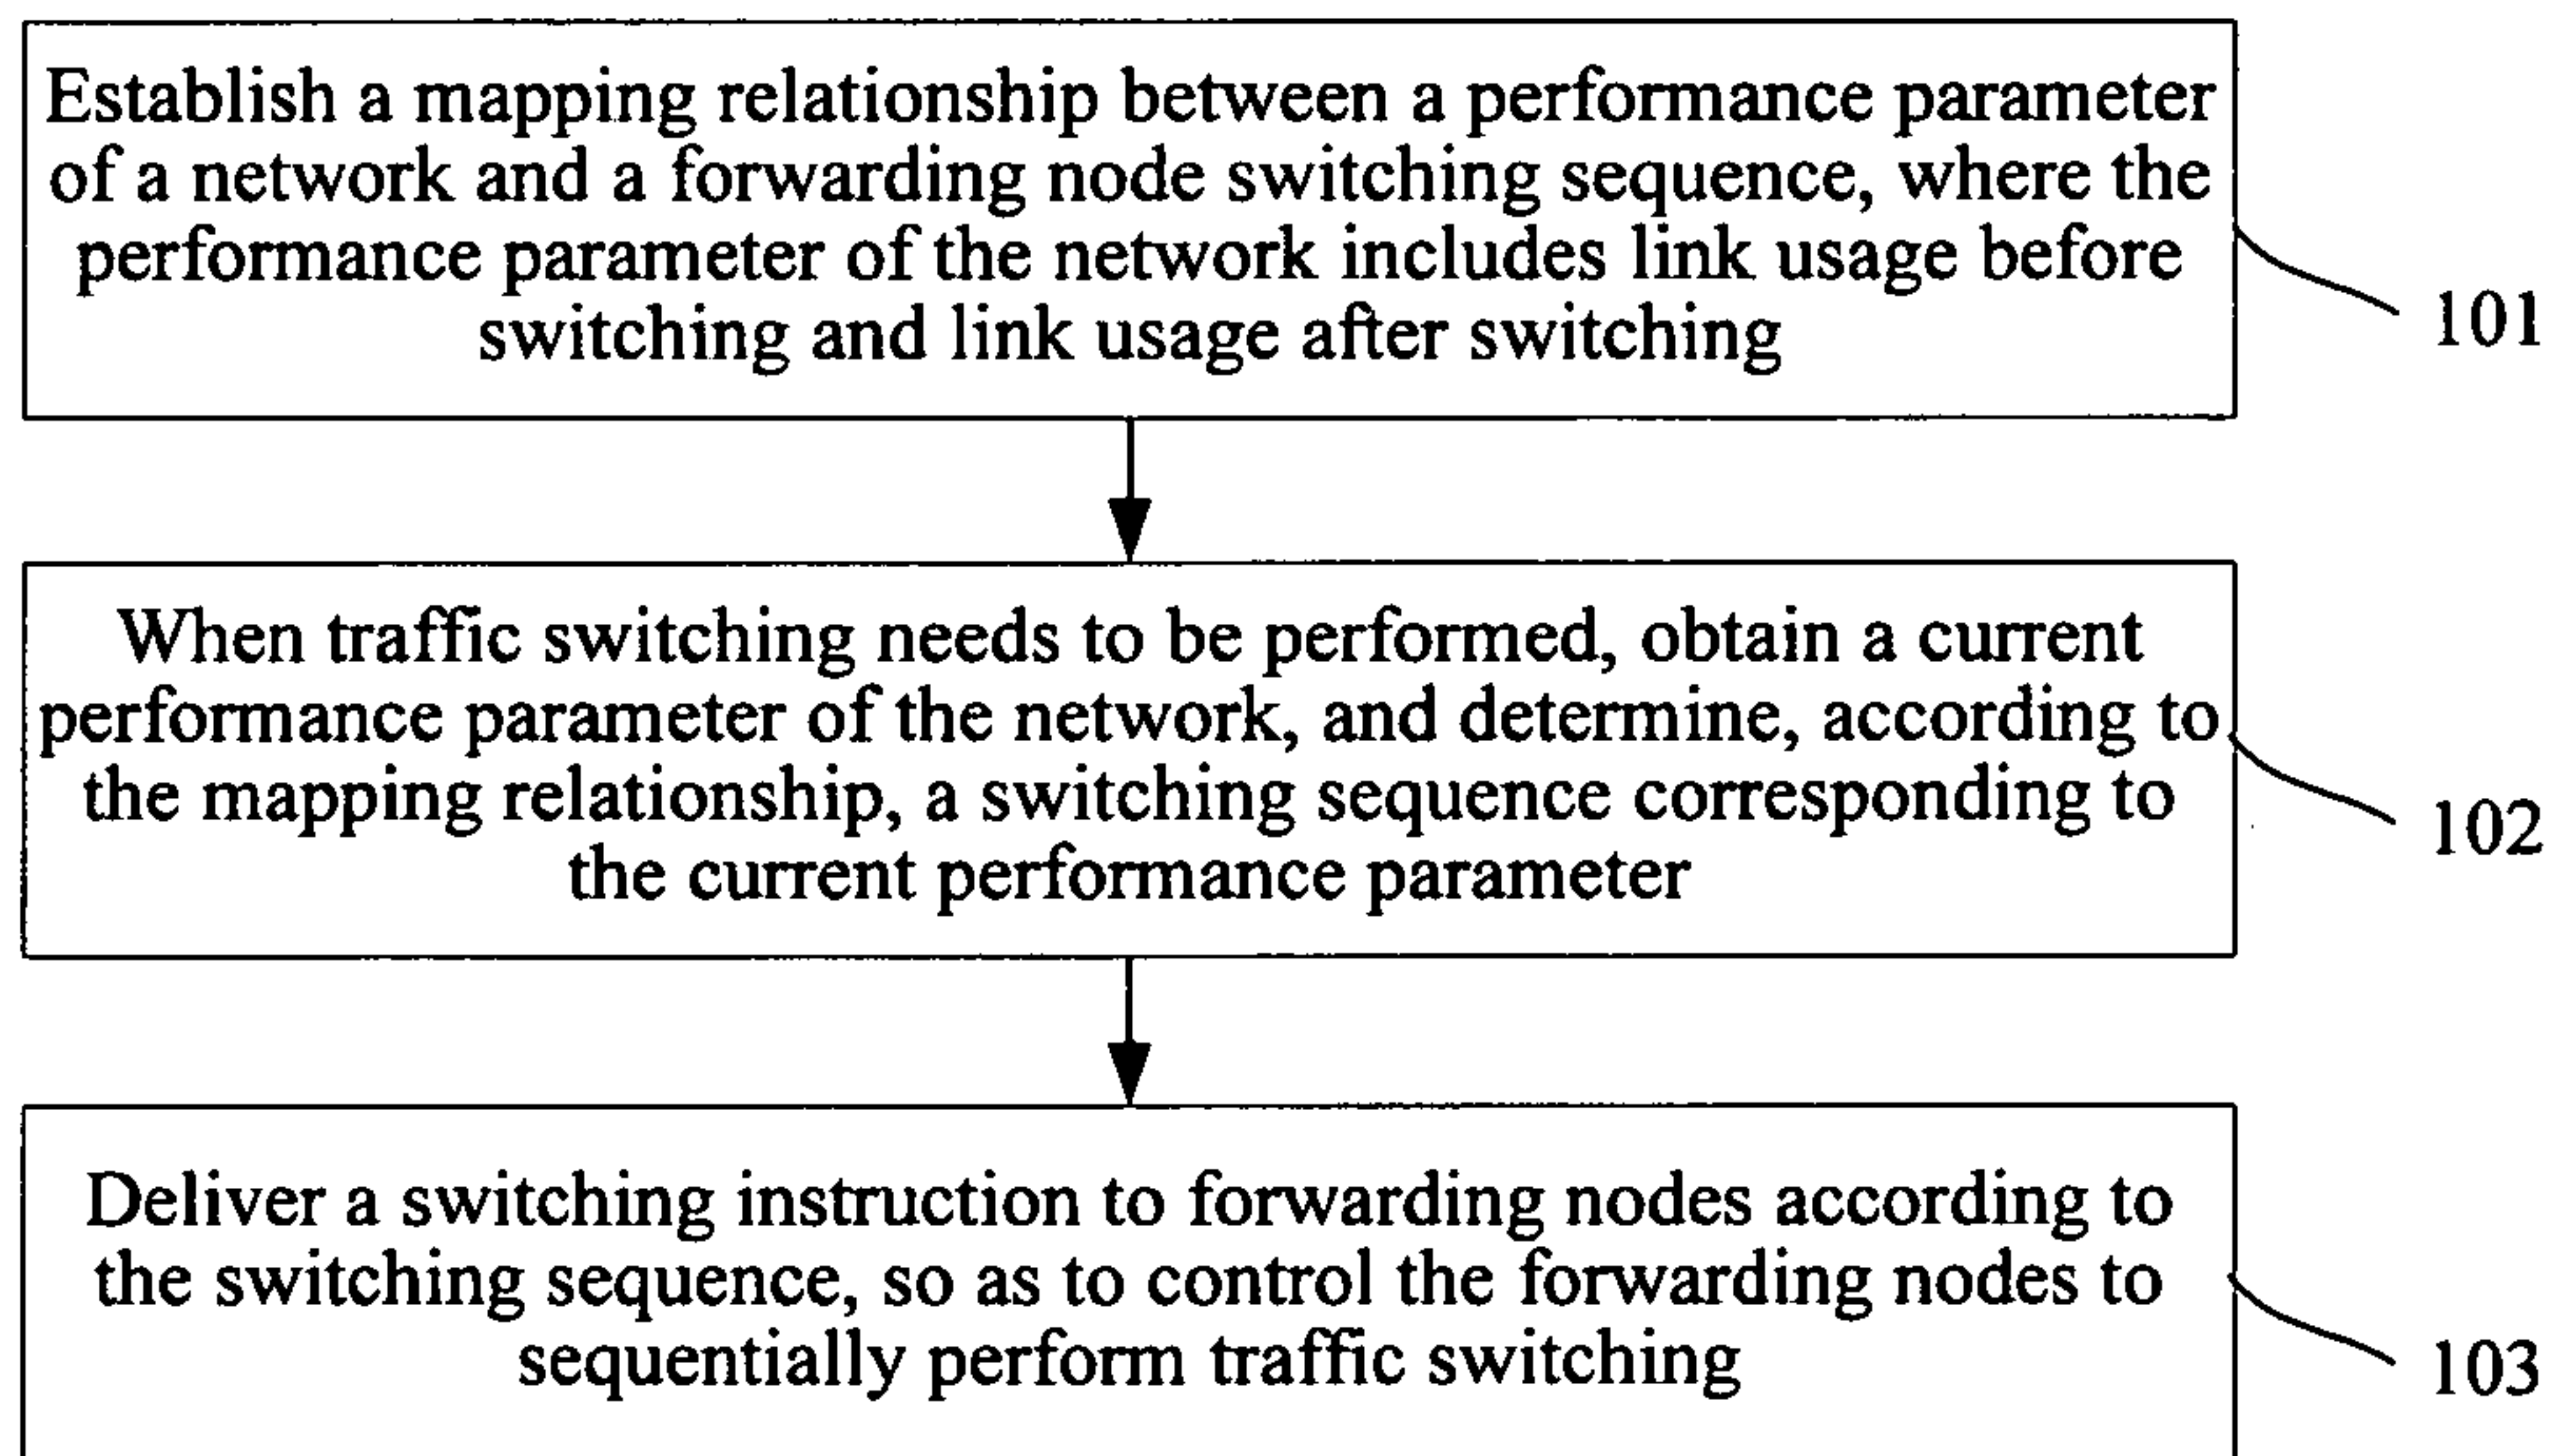 Establish a mapping relationship between a performance parameter
of a network and a forwarding node switching sequence, where the
performance parameter of the network includes link usage before
switching and link usage after switching
101
When traffic switching needs to be performed, obtain a current
performance parameter of the network, and determine, according to
the mapping relationship, a switching sequence corresponding to
the current performance parameter
102
Deliver a switching instruction to forwarding nodes according to
the switching sequence, so as to control the forwarding nodes to
sequentially perform traffic switching
103